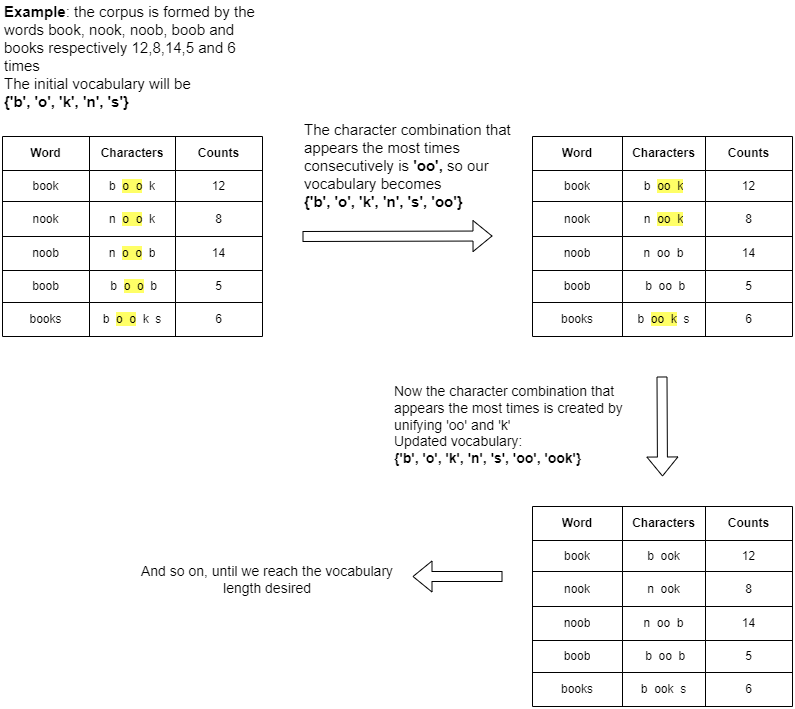 Example: the corpus is formed by the
words book, nook, noob, boob and
books respectively 12,8,14,5 and 6
times
The initial vocabulary will be
{'b', 'o', 'k', 'n', 's'}
Word Characters Counts
book b o o k 12
nook n o o k 8
noob n o o b 14
boob b o o b 5
books b o o k s 6
The character combination that
appears the most times
consecutively is 'oo', so our
vocabulary becomes
{'b', 'o', 'k', 'n', 's', 'oo'}
Word Characters Counts
book b oo k 12
nook n oo k 8
noob n oo b 14
boob b oo b 5
books b oo k s 6
Now the character combination that
appears the most times is created by
unifying 'oo' and 'k'
Updated vocabulary:
{'b', 'o', 'k', 'n', 's', 'oo', 'ook'}
Word Characters Counts
book b ook 12
nook n ook 8
noob n oo b 14
boob b oo b 5
books b ook s 6
And so on, until we reach the vocabulary
length desired